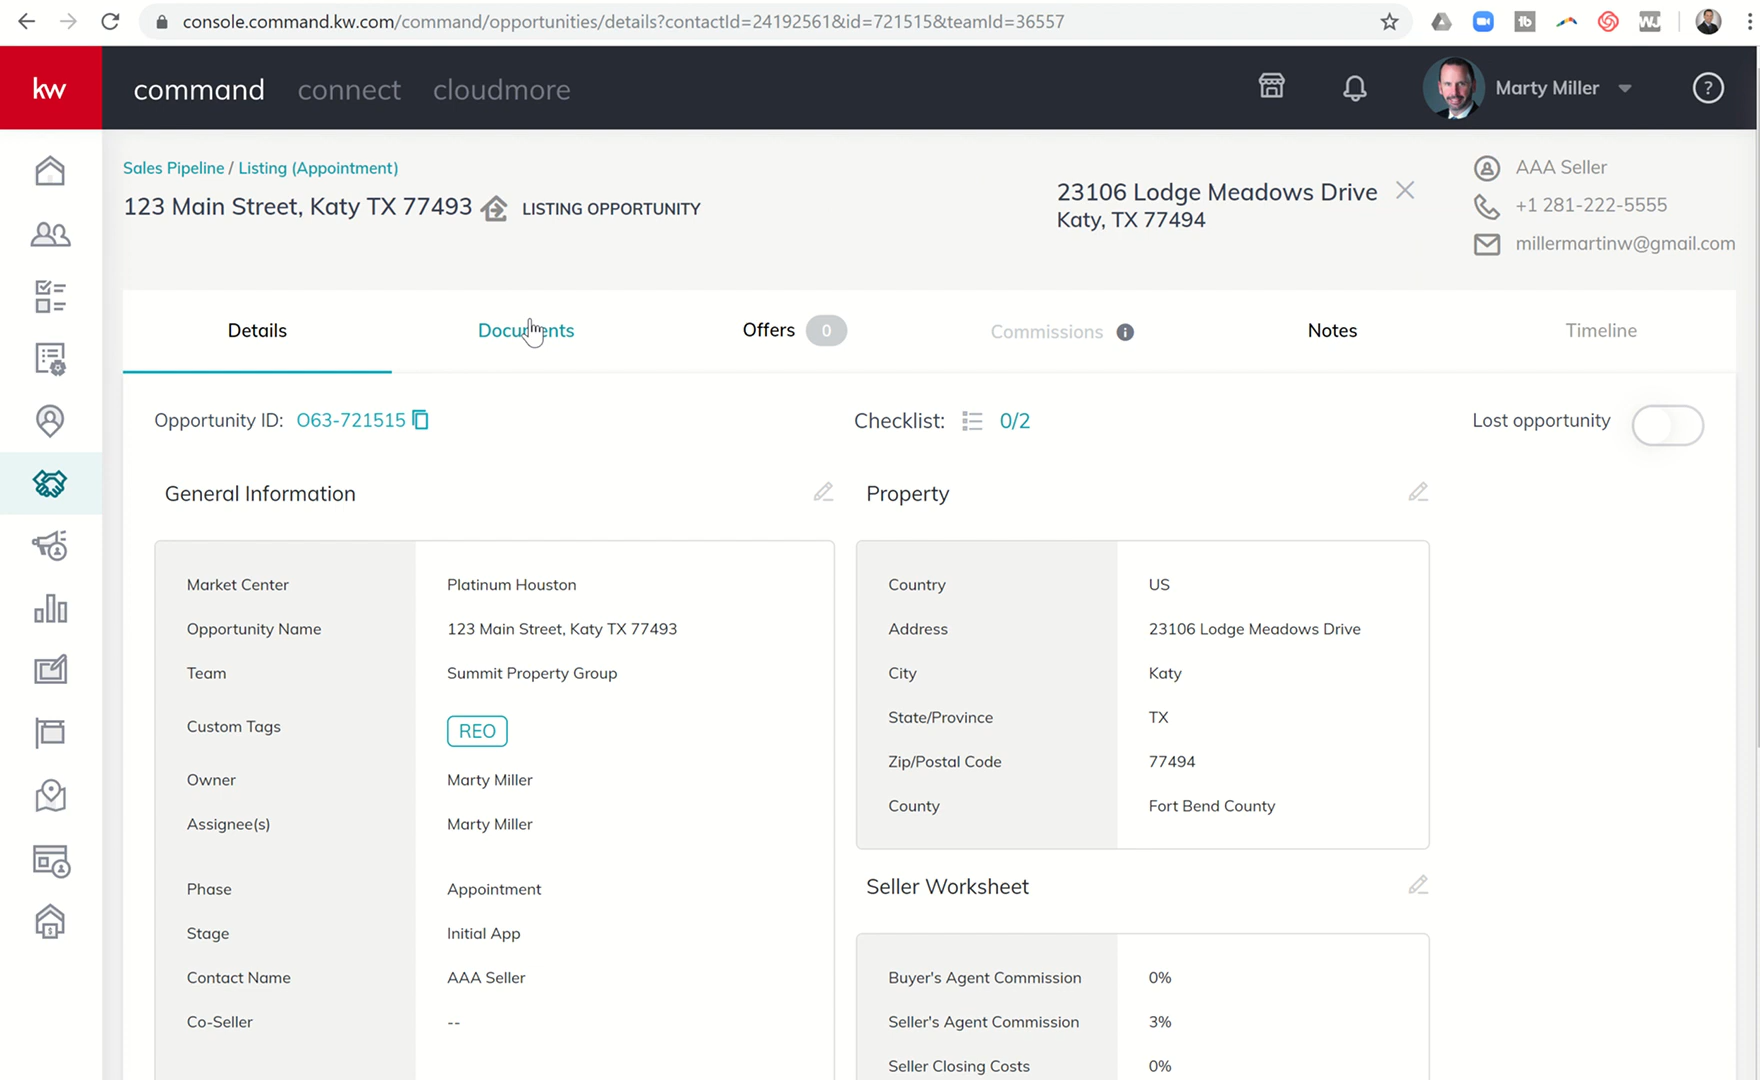 console.command.kw.com/command/opportunities/details?contactId=24192561&id=721515&teamId=36557
kw command connect cloudmore Marty Miller ?
Sales Pipeline / Listing (Appointment)
123 Main Street, Katy TX 77493 LISTING OPPORTUNITY
23106 Lodge Meadows Drive
Katy, TX 77494
AAA Seller
+1 281-222-5555
millermartinw@gmail.com
Details Documents Offers 0 Commissions i Notes Timeline
Opportunity ID: O63-721515 Checklist: 0/2 Lost opportunity
General Information
Market Center Platinum Houston
Opportunity Name 123 Main Street, Katy TX 77493
Team Summit Property Group
Custom Tags REO
Owner Marty Miller
Assignee(s) Marty Miller
Phase Appointment
Stage Initial App
Contact Name AAA Seller
Co-Seller --
Property
Country US
Address 23106 Lodge Meadows Drive
City Katy
State/Province TX
Zip/Postal Code 77494
County Fort Bend County
Seller Worksheet
Buyer's Agent Commission 0%
Seller's Agent Commission 3%
Seller Closing Costs 0%